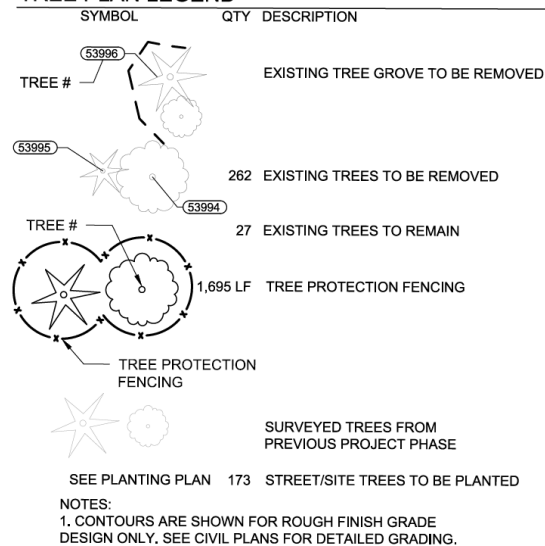 TREE PLAN LEGEND
SYMBOL QTY DESCRIPTION
53996
TREE # EXISTING TREE GROVE TO BE REMOVED
53995
262 EXISTING TREES TO BE REMOVED
53994
TREE # 27 EXISTING TREES TO REMAIN
1,695 LF TREE PROTECTION FENCING
TREE PROTECTION
FENCING
SURVEYED TREES FROM
PREVIOUS PROJECT PHASE
SEE PLANTING PLAN 173 STREET/SITE TREES TO BE PLANTED
NOTES:
1. CONTOURS ARE SHOWN FOR ROUGH FINISH GRADE
DESIGN ONLY, SEE CIVIL PLANS FOR DETAILED GRADING.